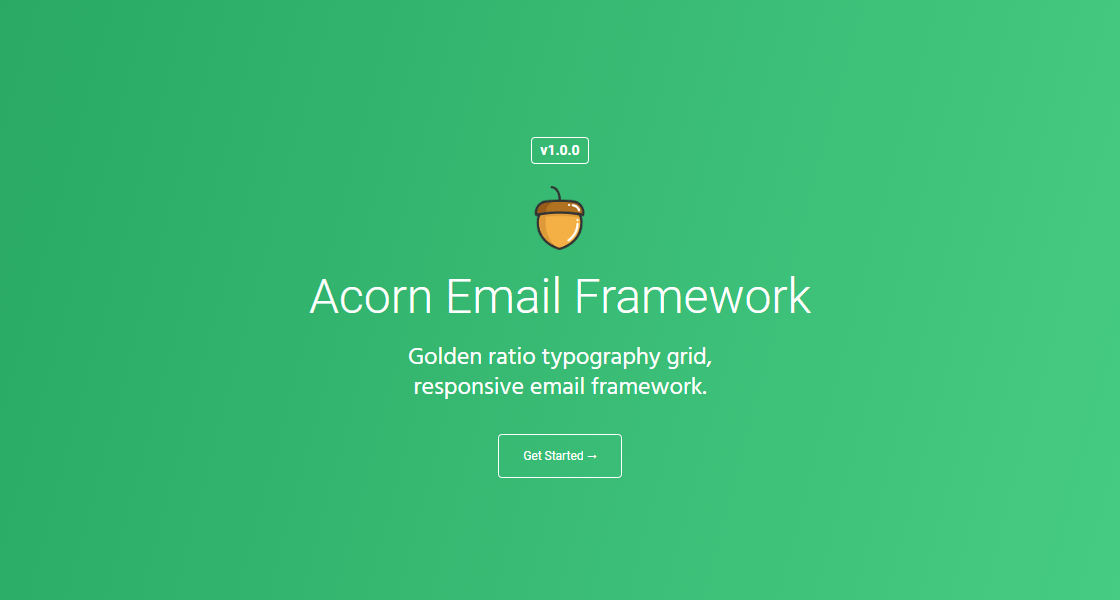 v1.0.0
Acorn Email Framework
Golden ratio typography grid,
responsive email framework.
Get Started →